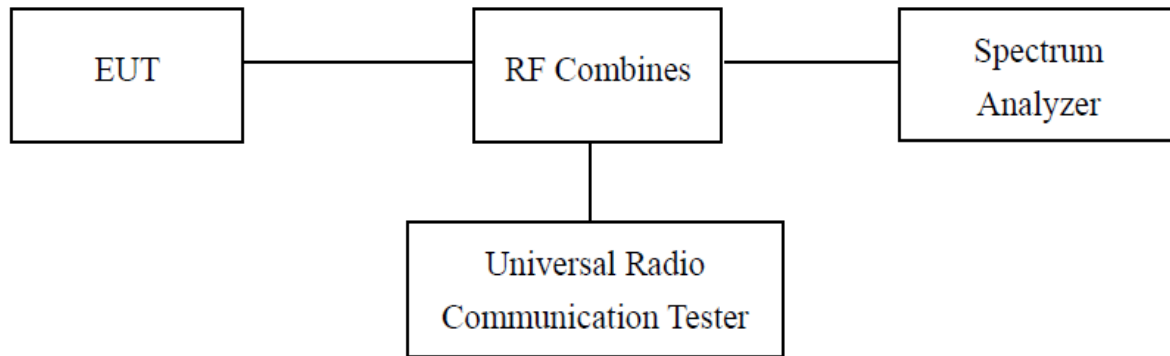 EUT
RF Combines
Spectrum
Analyzer
Universal Radio
Communication Tester